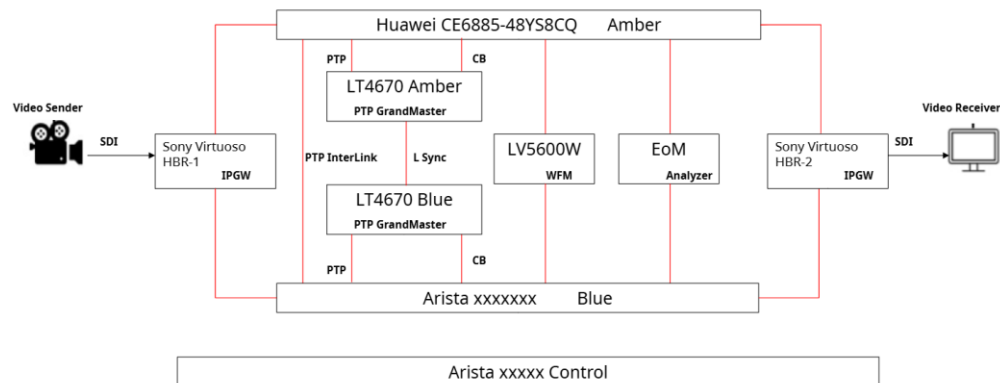 Huawei CE6885-48YS8CQ Amber
PTP
CB
LT4670 Amber
PTP GrandMaster
Video Sender
SDI
Sony Virtuoso
HBR-1
IPGW
PTP InterLink
L Sync
LV5600W
WFM
EoM
Analyzer
Sony Virtuoso
HBR-2
IPGW
SDI
Video Receiver
LT4670 Blue
PTP GrandMaster
PTP
CB
Arista xxxxxxx Blue
Arista xxxxx Control